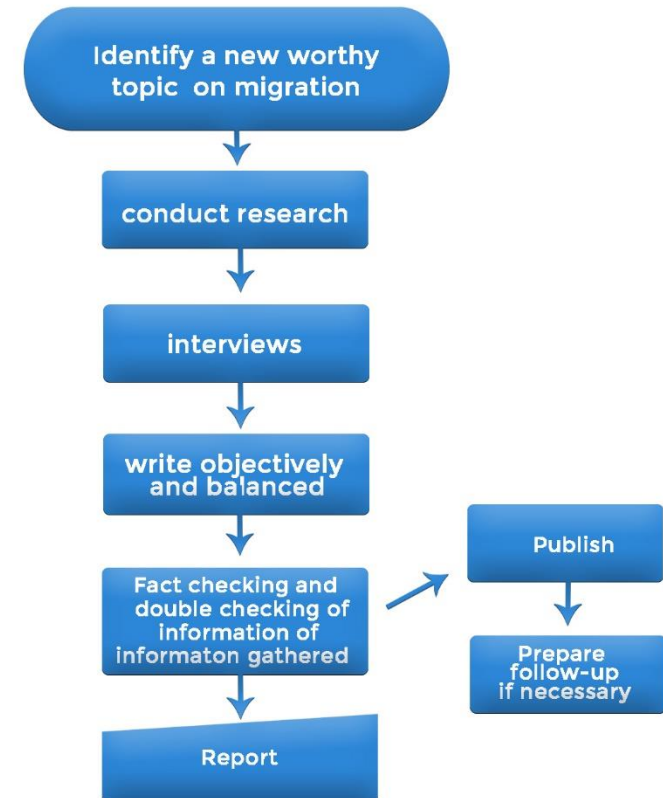 Identify a new worthy
topic on migration
conduct research
interviews
write objectively
and balanced
Fact checking and
double checking of
information of
informaton gathered
Report
Publish
Prepare
follow-up
if necessary